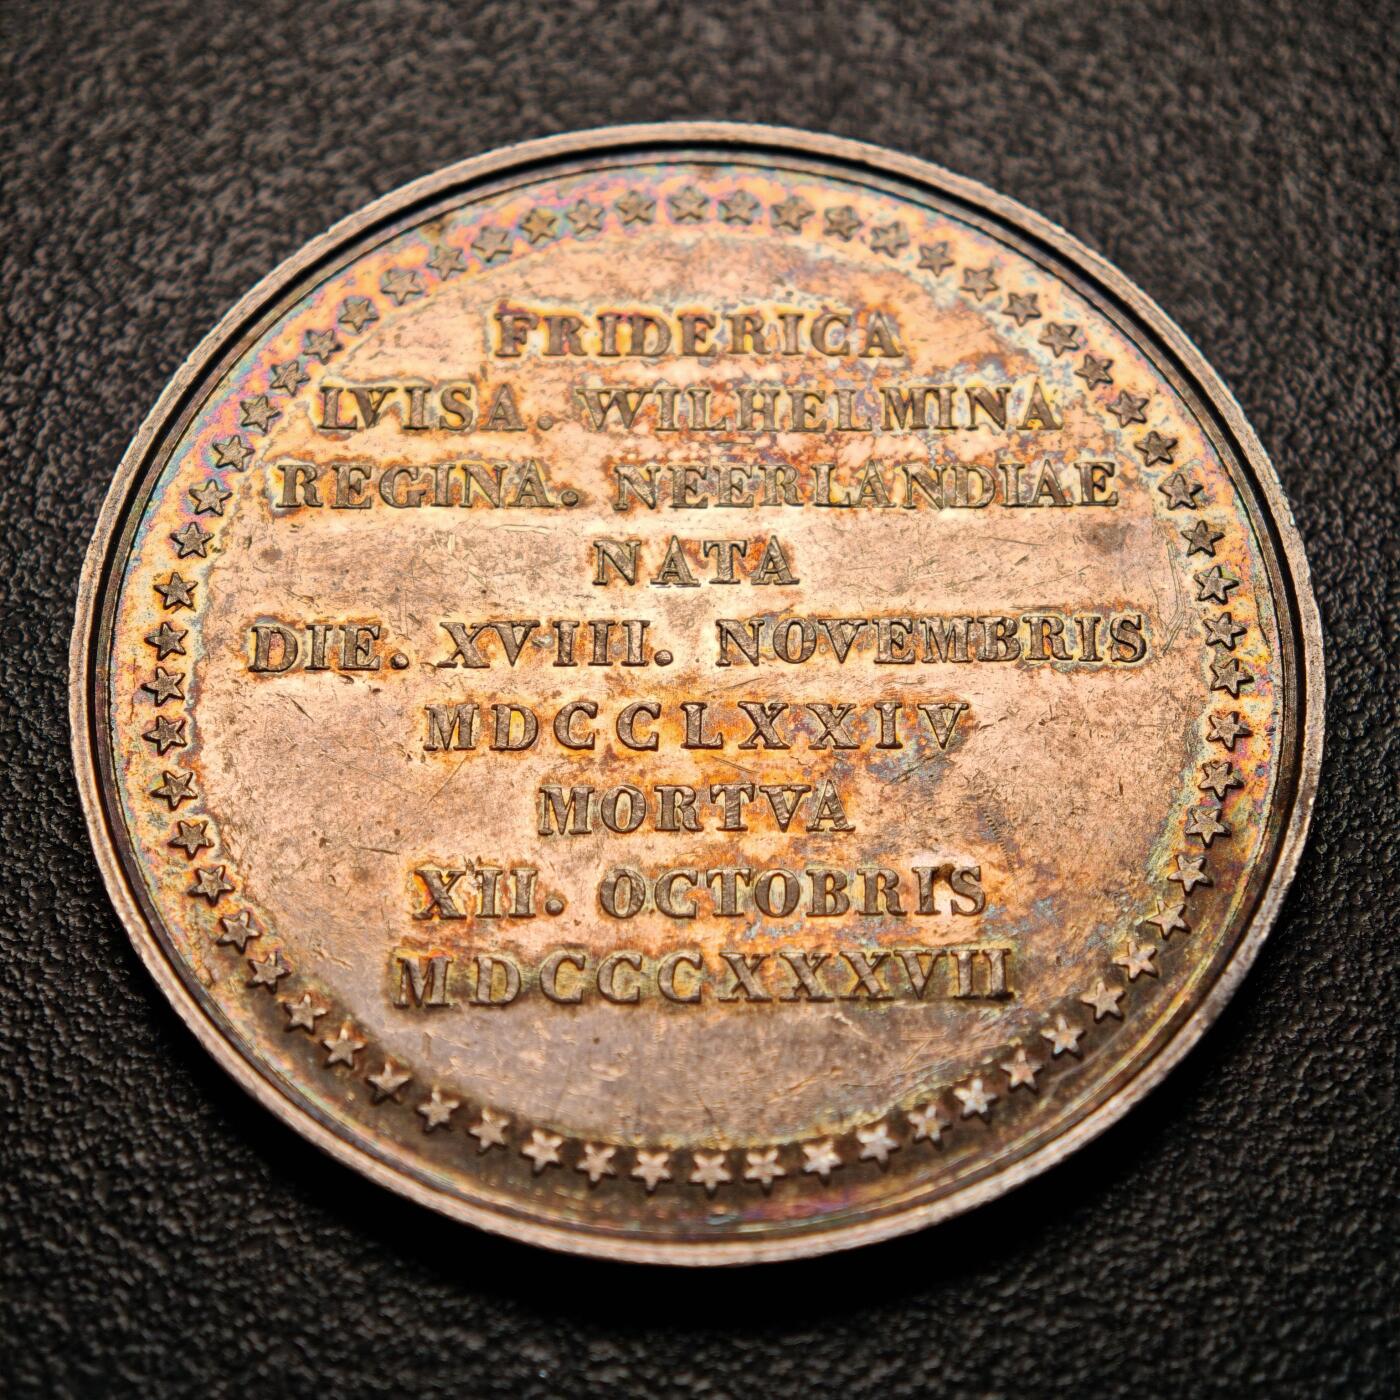 FRIDERICA
LVISA. WILHELMINA
REGINA. NEERLANDIAE
NATA
DIE. XVIII. NOVEMBRIS
MDCCLXXIV
MORTVA
XII. OCTOBRIS
MDCCCXXXVII